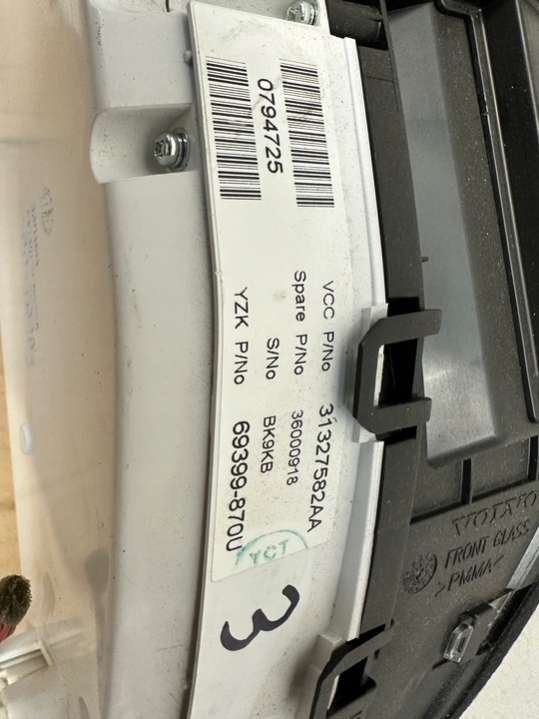 0794725
VCC P/No 31327582AA
Spare P/No 36000918
S/No BK9KB
YZK P/No 69399-870U
YCT
3
VOLVO
FRONT GLASS
>PMMA<